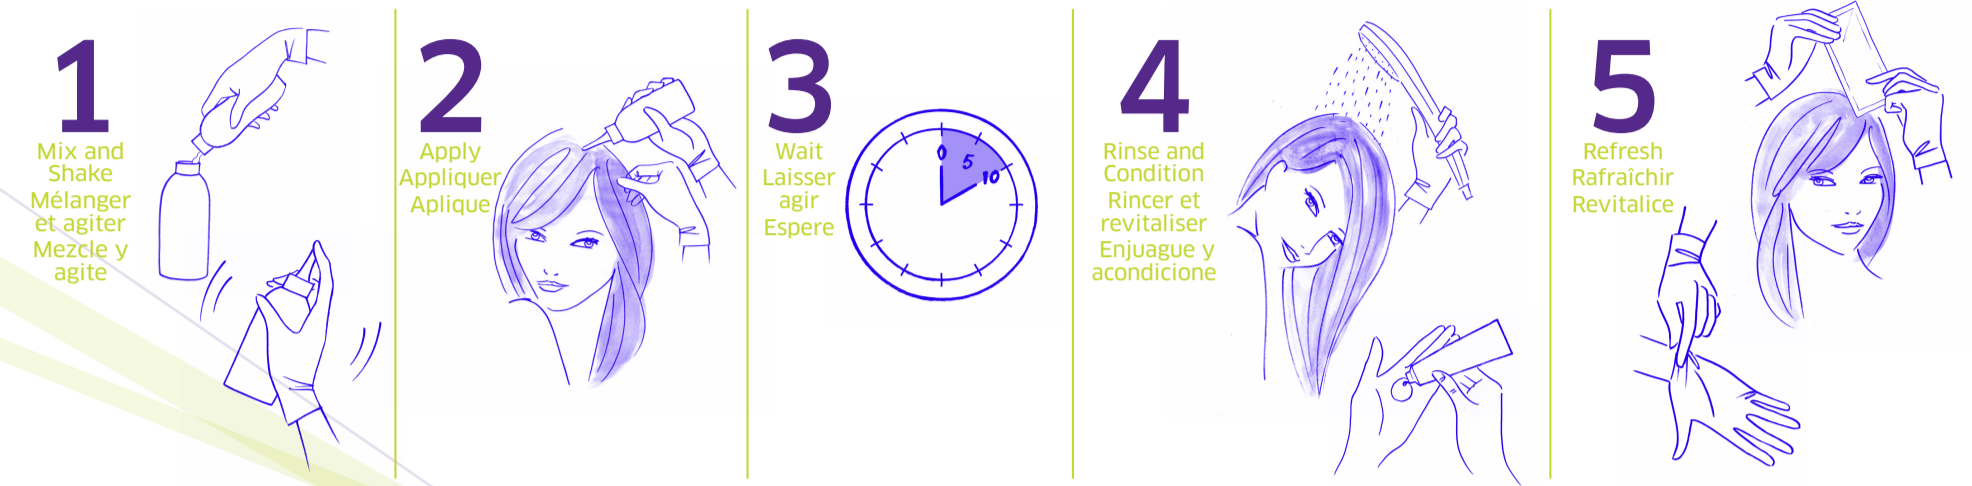 1
Mix and
Shake
Mélanger
et agiter
Mezcle y
agite
2
Apply
Appliquer
Aplique
3
Wait
Laisser
agir
Espere
0
5
10
4
Rinse and
Condition
Rincer et
revitaliser
Enjuague y
acondicione
5
Refresh
Rafraîchir
Revitalice